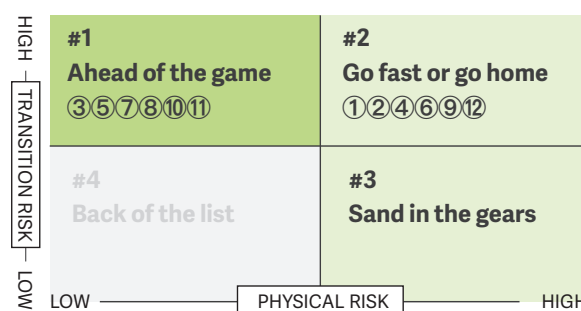 HIGH
TRANSITION RISK
LOW
#1
Ahead of the game
③⑤⑦⑧⑩⑪
#2
Go fast or go home
①②④⑥⑨⑫
#4
Back of the list
#3
Sand in the gears
LOW
PHYSICAL RISK
HIGH